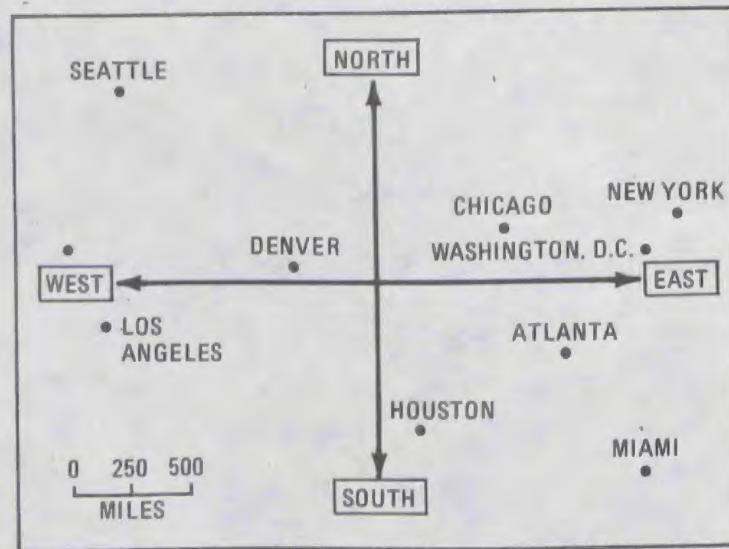 NORTH
SEATTLE
NEW YORK
CHICAGO
WASHINGTON, D.C.
DENVER
WEST
EAST
LOS
ANGELES
ATLANTA
HOUSTON
MIAMI
0 250 500
MILES
SOUTH